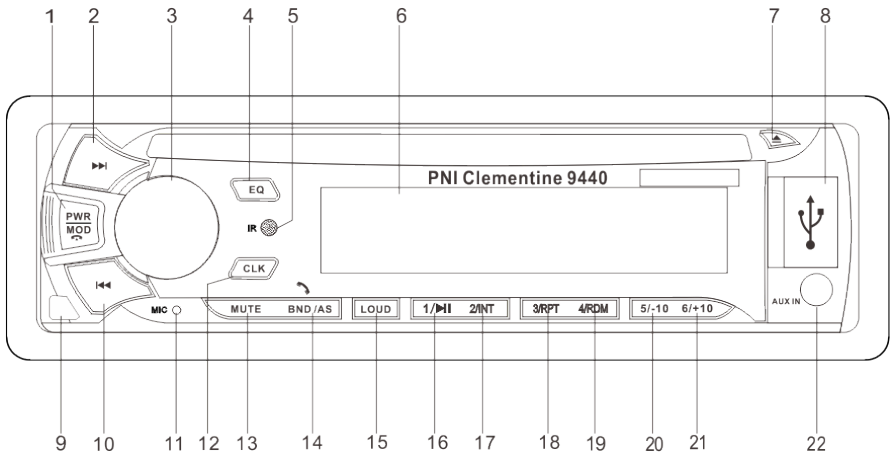 1 2 3 4 5 6 7 8
PNI Clementine 9440
EQ
PWR
MOD
IR
CLK
AUX IN
MIC
MUTE BND/AS LOUD 1/▶II 2/INT 3/RPT 4/RDM 5/-10 6/+10
9 10 11 12 13 14 15 16 17 18 19 20 21 22